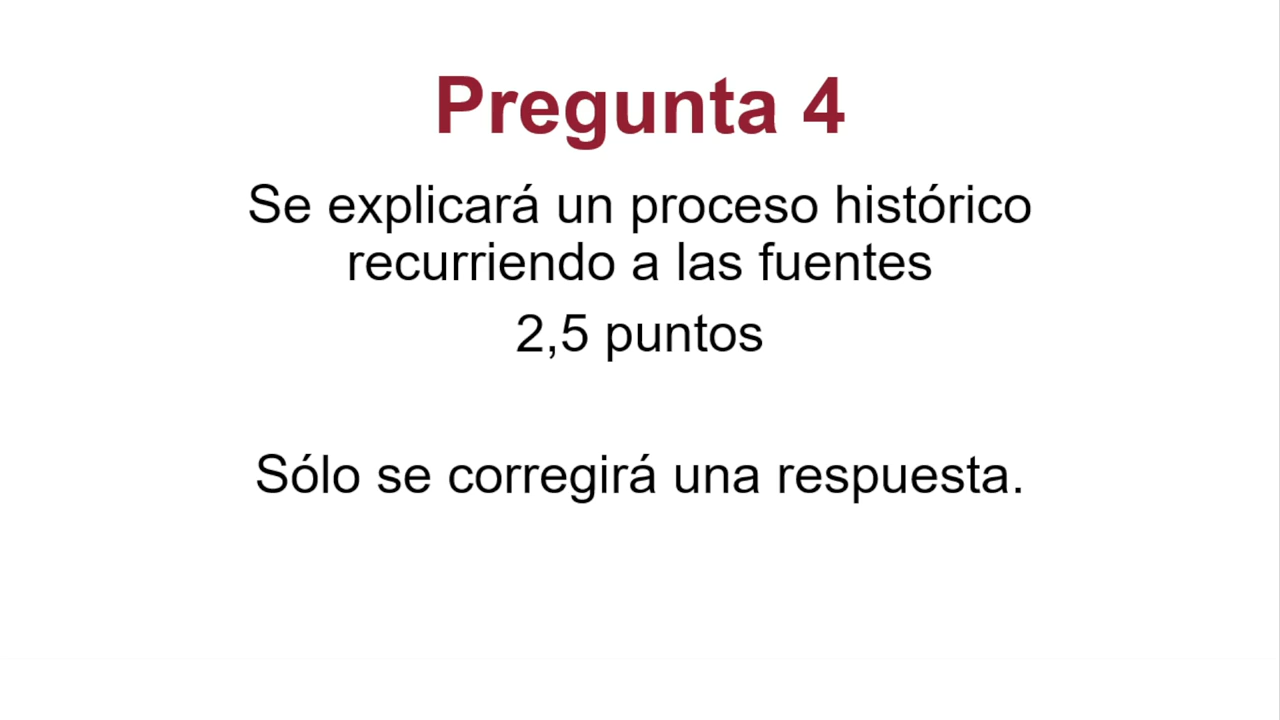 Pregunta 4
Se explicará un proceso histórico
recurriendo a las fuentes
2,5 puntos
Sólo se corregirá una respuesta.